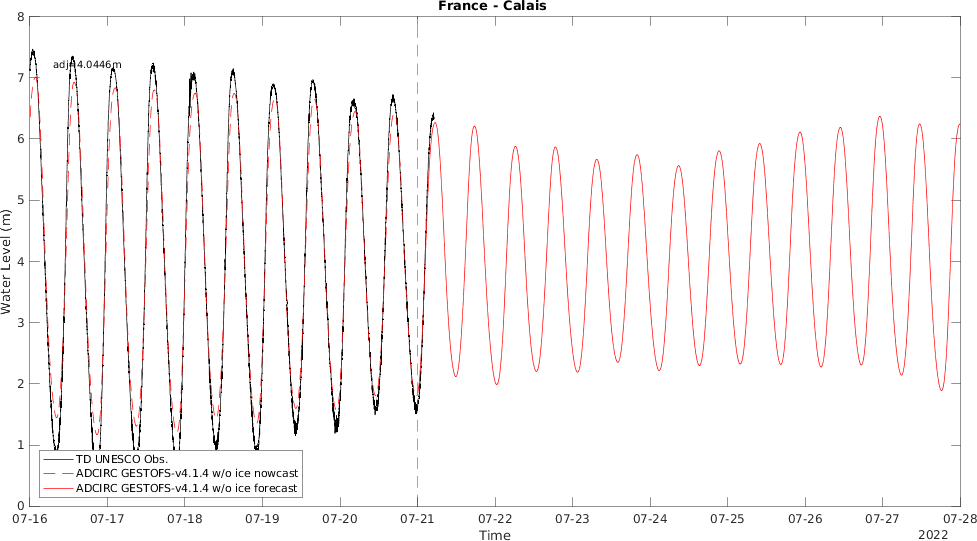 France - Calais
adj=4.0446m
Water Level (m)
8
7
6
5
4
3
2
1
0
TD UNESCO Obs.
ADCIRC GESTOFS-v4.1.4 w/o ice nowcast
ADCIRC GESTOFS-v4.1.4 w/o ice forecast
07-16 07-17 07-18 07-19 07-20 07-21 07-22 07-23 07-24 07-25 07-26 07-27 07-28
Time
2022